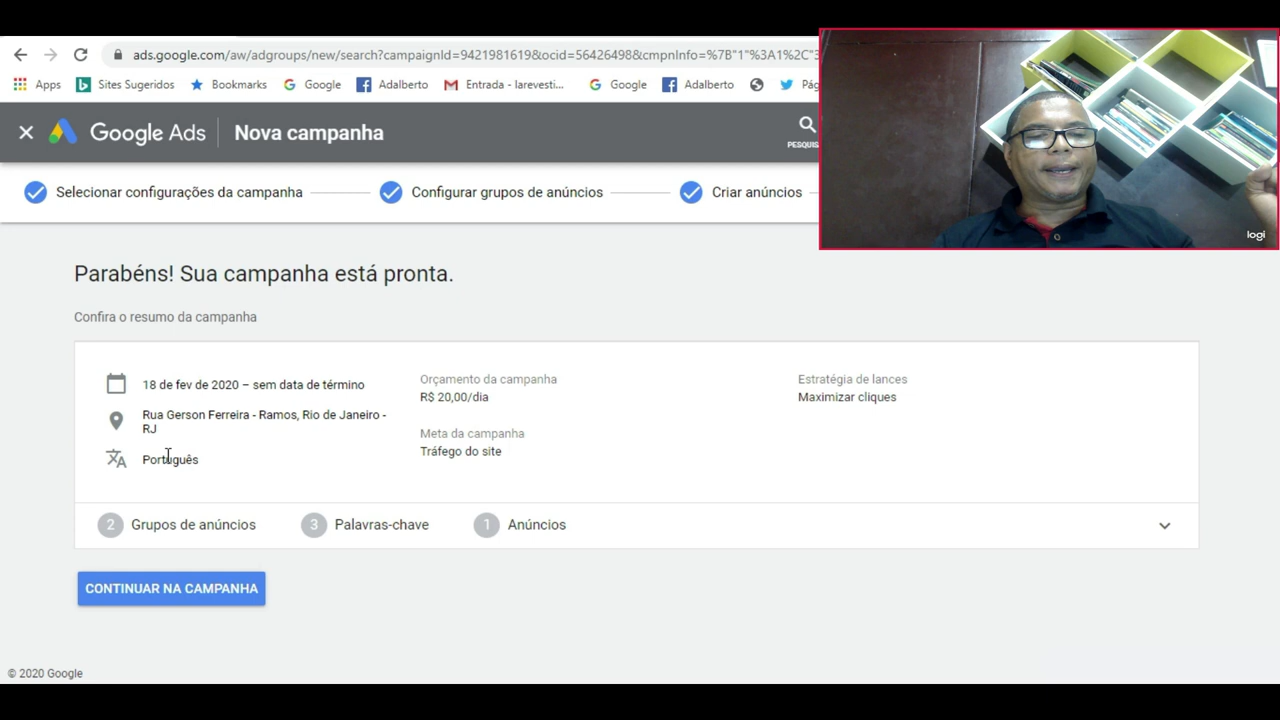 ads.google.com/aw/adgroups/new/search?campaignId=9421981619&ocid=56426498&cmpnInfo=%7B"1"%3A1%2C"3
Apps Sites Sugeridos Bookmarks Google Adalberto Entrada - larevesti... Google Adalberto
Google Ads Nova campanha
PESQUIS
Selecionar configurações da campanha Configurar grupos de anúncios Criar anúncios
logi
Parabéns! Sua campanha está pronta.
Confira o resumo da campanha
18 de fev de 2020 – sem data de término
Rua Gerson Ferreira - Ramos, Rio de Janeiro -
RJ
Português
Orçamento da campanha
R$ 20,00/dia
Meta da campanha
Tráfego do site
Estratégia de lances
Maximizar cliques
2 Grupos de anúncios 3 Palavras-chave 1 Anúncios
CONTINUAR NA CAMPANHA
© 2020 Google